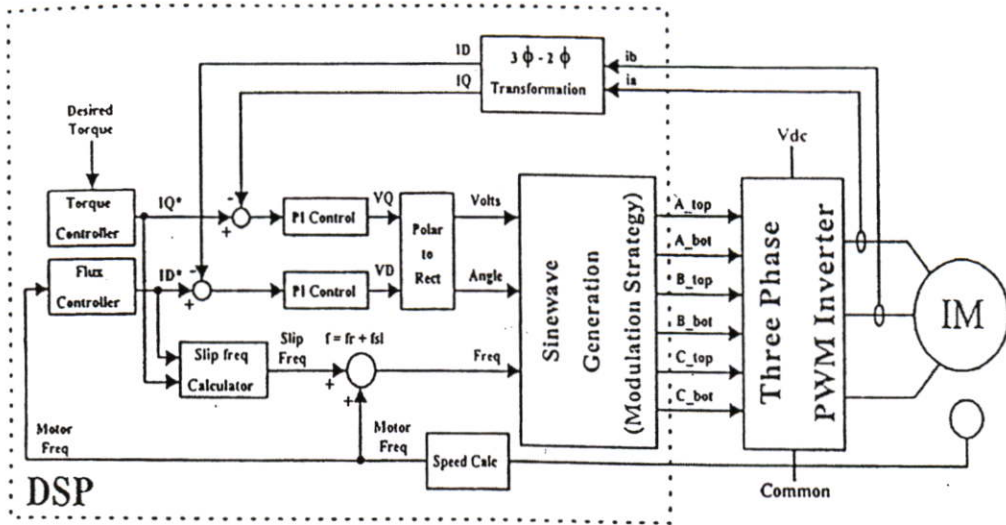 ID
IQ
3 ϕ - 2 ϕ
Transformation
ib
ia
Desired
Torque
Vdc
Torque
Controller
IQ*
-
+
PI Control
VQ
Polar
to
Rect
Volts
Sinewave
Generation
(Modulation Strategy)
A_top
A_bot
B_top
B_bot
C_top
C_bot
Three Phase
PWM Inverter
IM
Flux
Controller
ID*
-
+
PI Control
VD
Angle
Slip freq
Calculator
Slip
Freq
f = fr + fsl
+
+
Freq
Motor
Freq
Motor
Freq
Speed Calc
Common
DSP